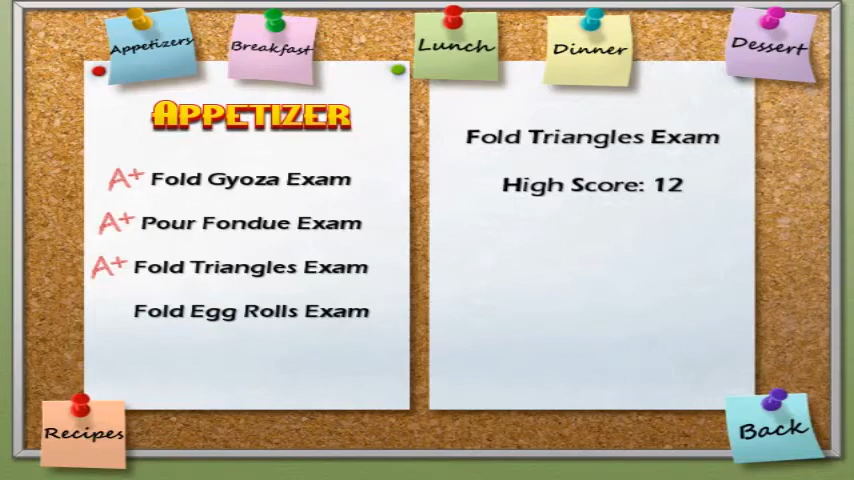 Appetizers
Breakfast
Lunch
Dinner
Dessert
APPETIZER
A+ Fold Gyoza Exam
A+ Pour Fondue Exam
A+ Fold Triangles Exam
Fold Egg Rolls Exam
Fold Triangles Exam
High Score: 12
Recipes
Back